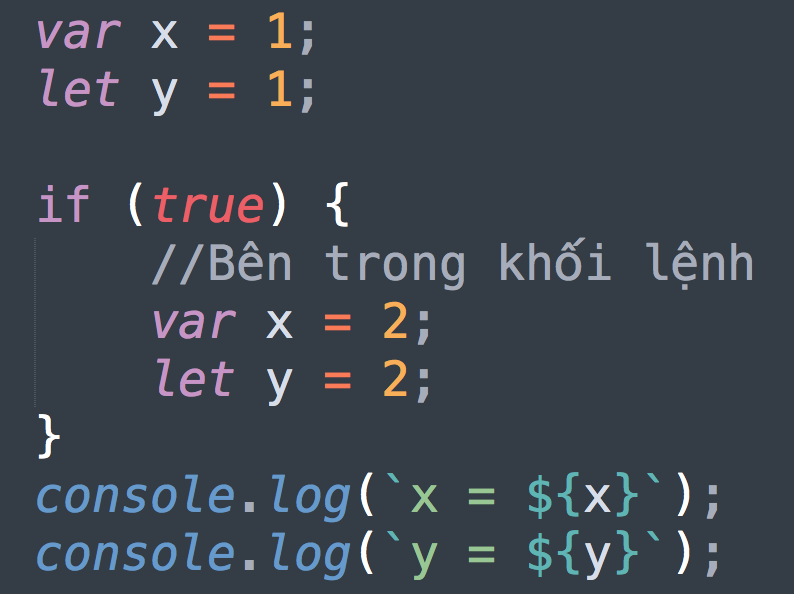 var x = 1;
let y = 1;
if (true) {
//Bên trong khối lệnh
var x = 2;
let y = 2;
}
console.log(`x = ${x}`);
console.log(`y = ${y}`);